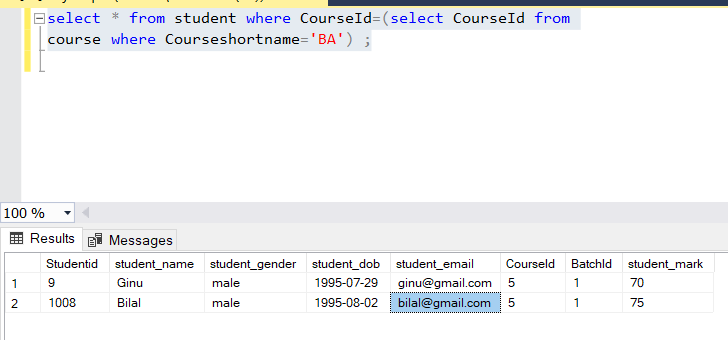 select * from student where CourseId=(select CourseId from
course where Courseshortname='BA') ;
100 %
Results Messages
Studentid student_name student_gender student_dob student_email CourseId BatchId student_mark
1 9 Ginu male 1995-07-29 ginu@gmail.com 5 1 70
2 1008 Bilal male 1995-08-02 bilal@gmail.com 5 1 75